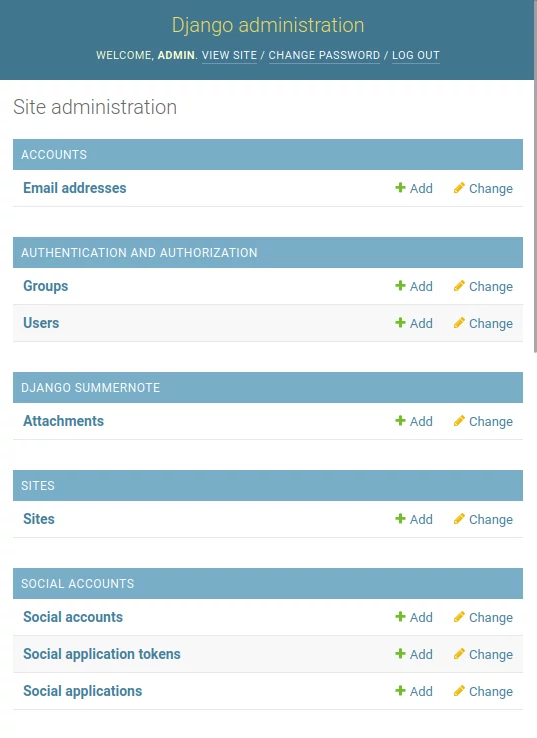 Django administration
WELCOME, ADMIN. VIEW SITE / CHANGE PASSWORD / LOG OUT
Site administration
ACCOUNTS
Email addresses Add Change
AUTHENTICATION AND AUTHORIZATION
Groups Add Change
Users Add Change
DJANGO SUMMERNOTE
Attachments Add Change
SITES
Sites Add Change
SOCIAL ACCOUNTS
Social accounts Add Change
Social application tokens Add Change
Social applications Add Change